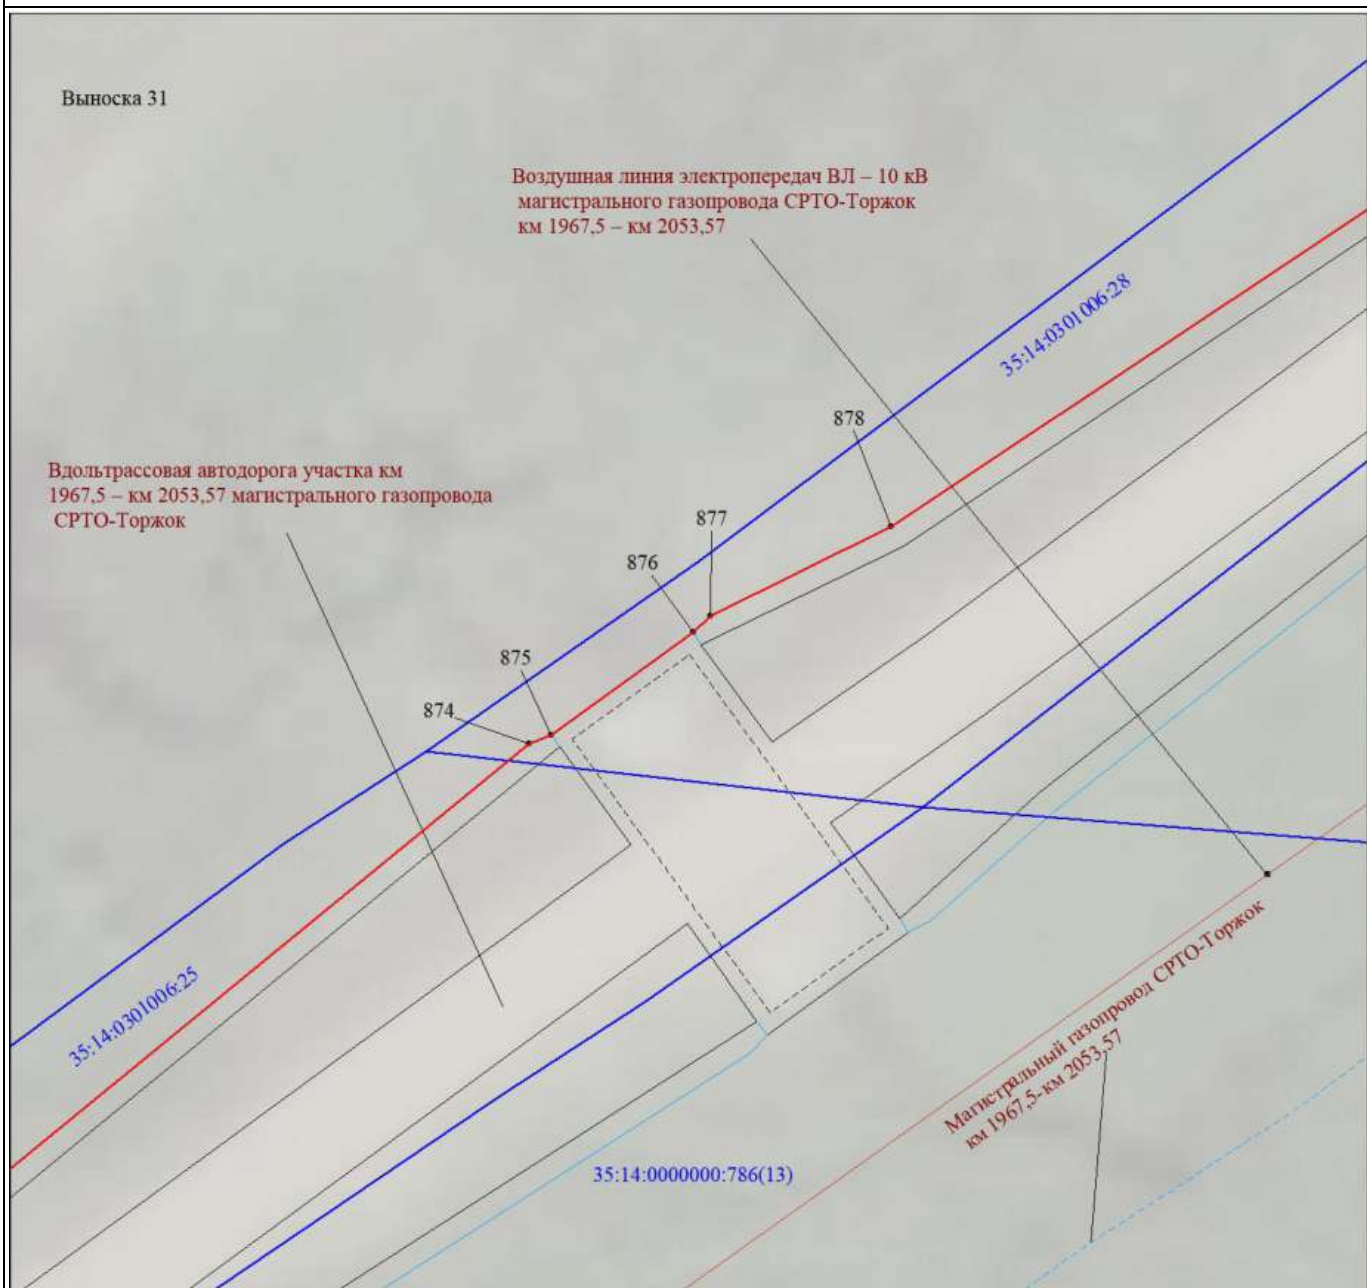 Выноска 31
Воздушная линия электропередач ВЛ – 10 кВ
магистрального газопровода СРТО-Торжок
км 1967,5 – км 2053,57
35:14:0301006:28
878
Вдольтрассовая автодорога участка км
1967,5 – км 2053,57 магистрального газопровода
СРТО-Торжок
877
876
875
874
35:14:0301006:25
Магистральный газопровод СРТО-Торжок
км 1967,5-км 2053,57
35:14:0000000:786(13)